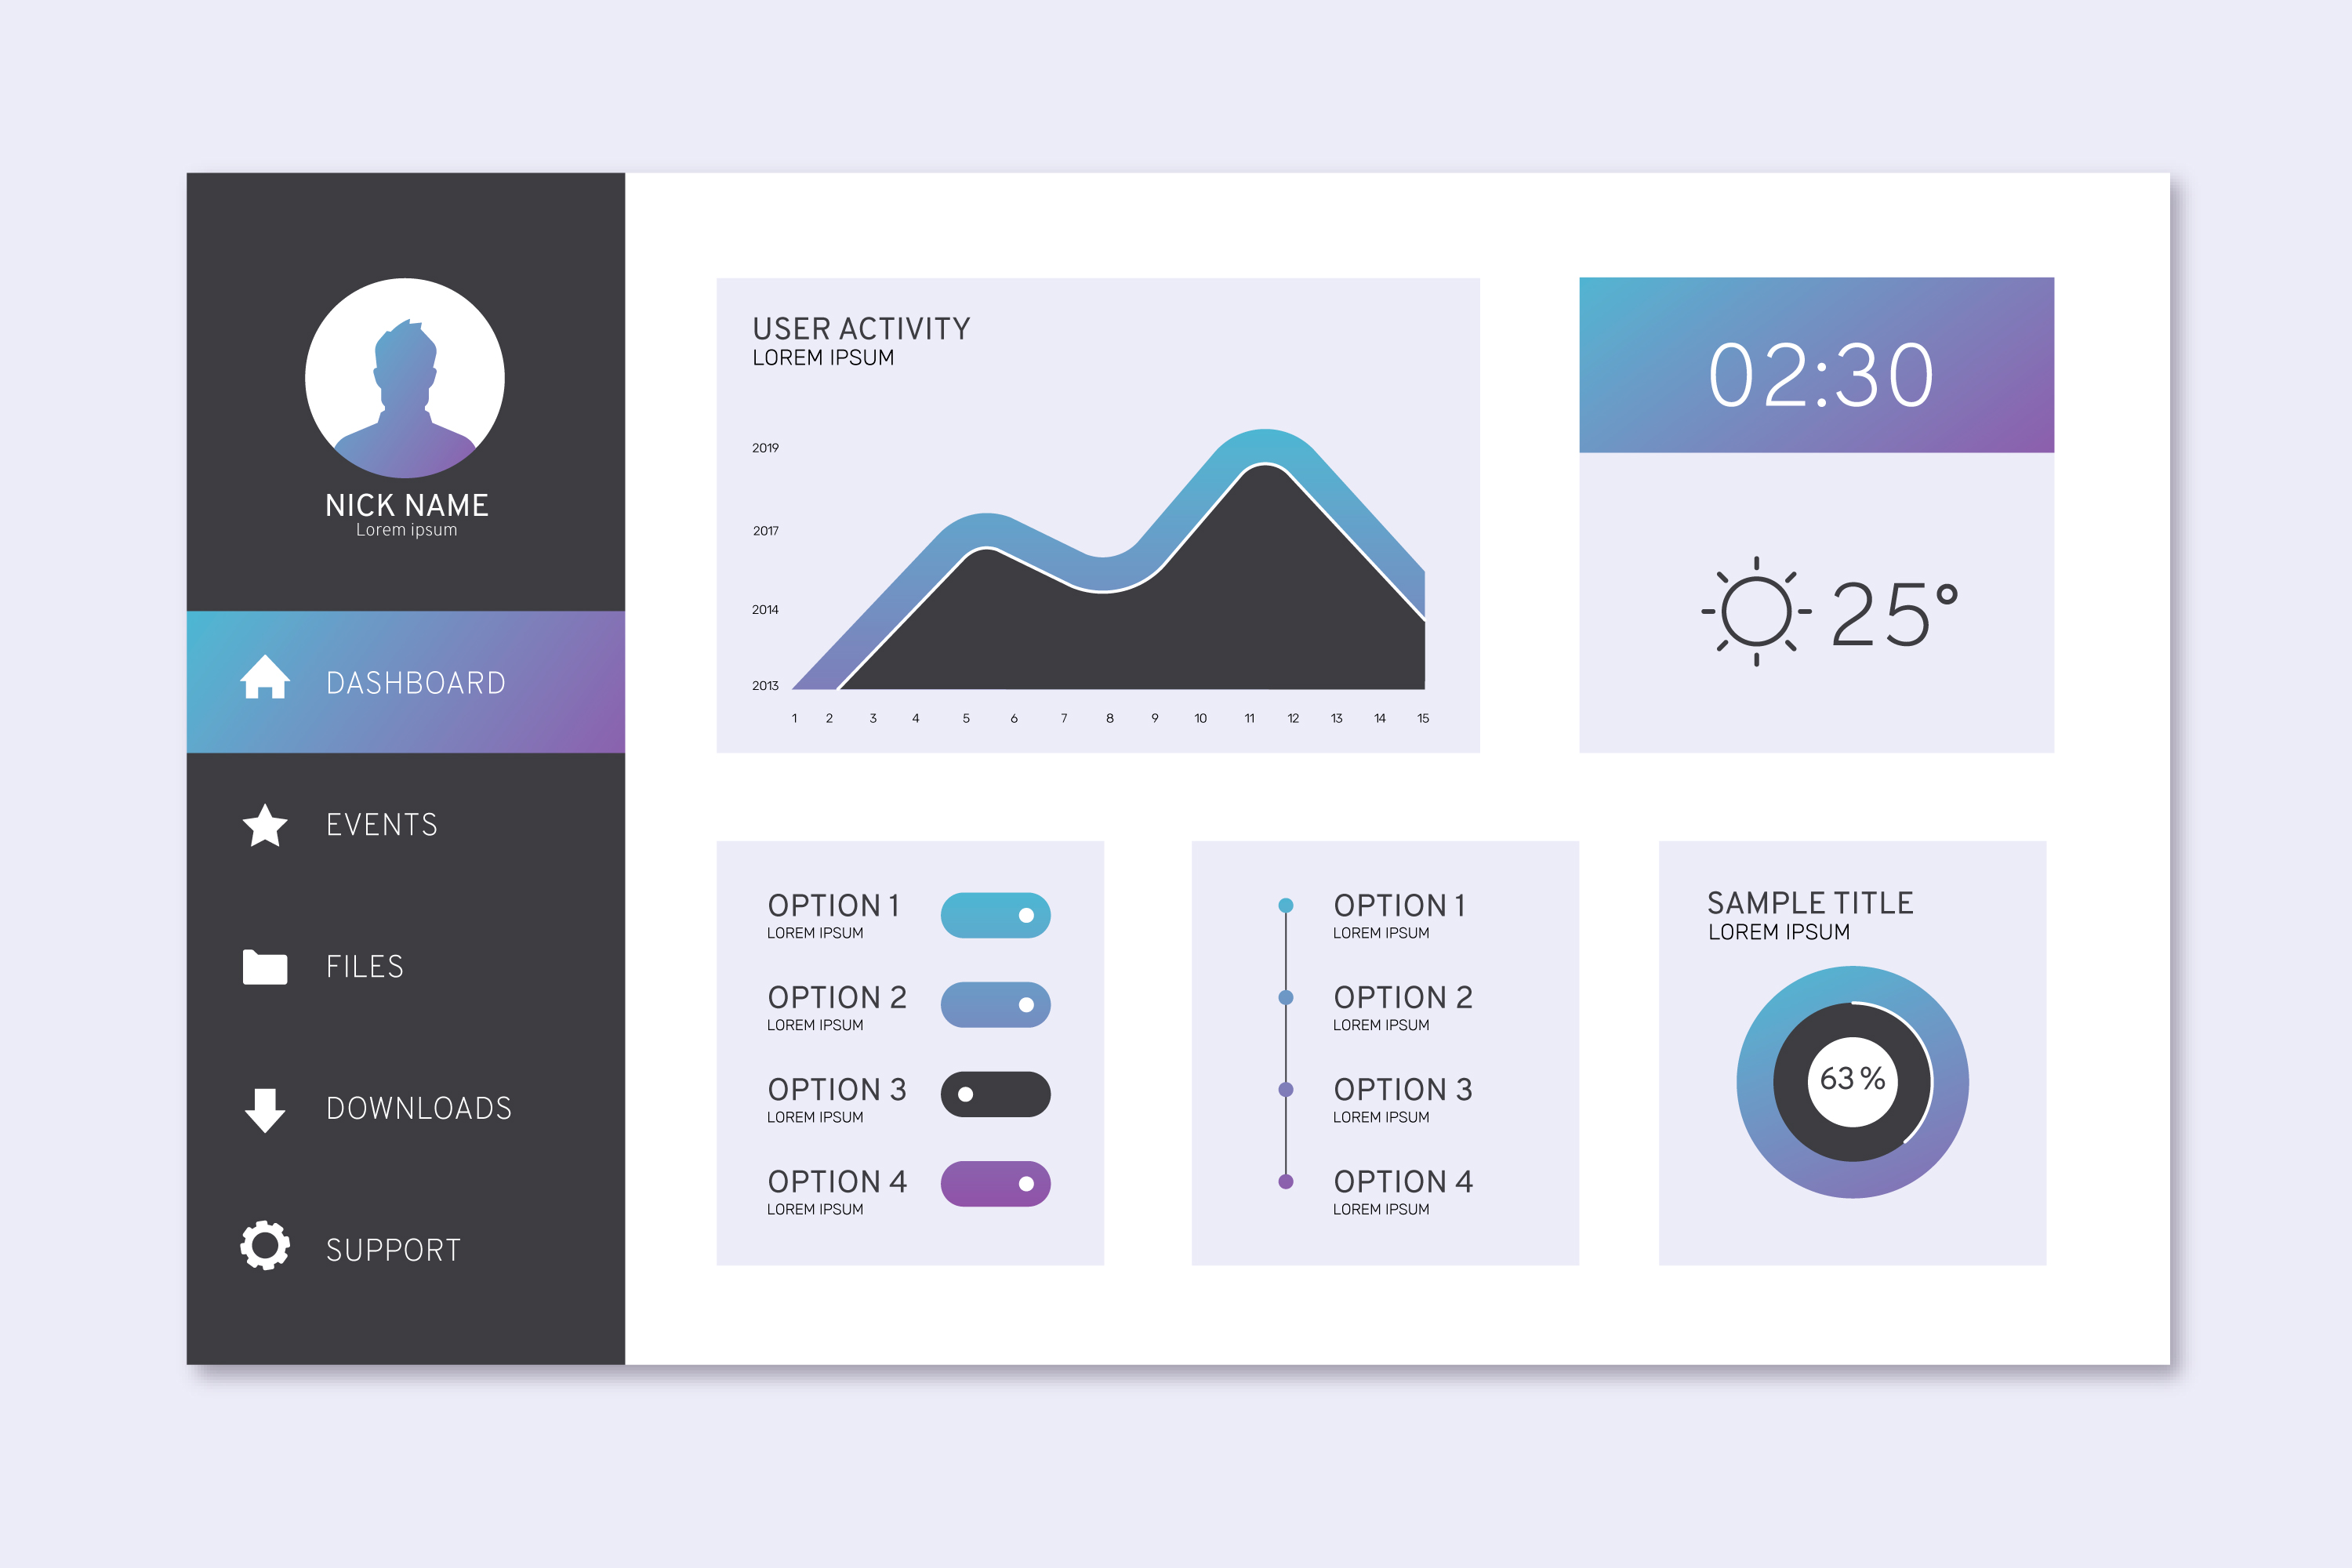 NICK NAME
Lorem ipsum
DASHBOARD
EVENTS
FILES
DOWNLOADS
SUPPORT
USER ACTIVITY
LOREM IPSUM
2019
2017
2014
2013
1 2 3 4 5 6 7 8 9 10 11 12 13 14 15
02:30
25°
OPTION 1
LOREM IPSUM
OPTION 2
LOREM IPSUM
OPTION 3
LOREM IPSUM
OPTION 4
LOREM IPSUM
OPTION 1
LOREM IPSUM
OPTION 2
LOREM IPSUM
OPTION 3
LOREM IPSUM
OPTION 4
LOREM IPSUM
SAMPLE TITLE
LOREM IPSUM
63 %